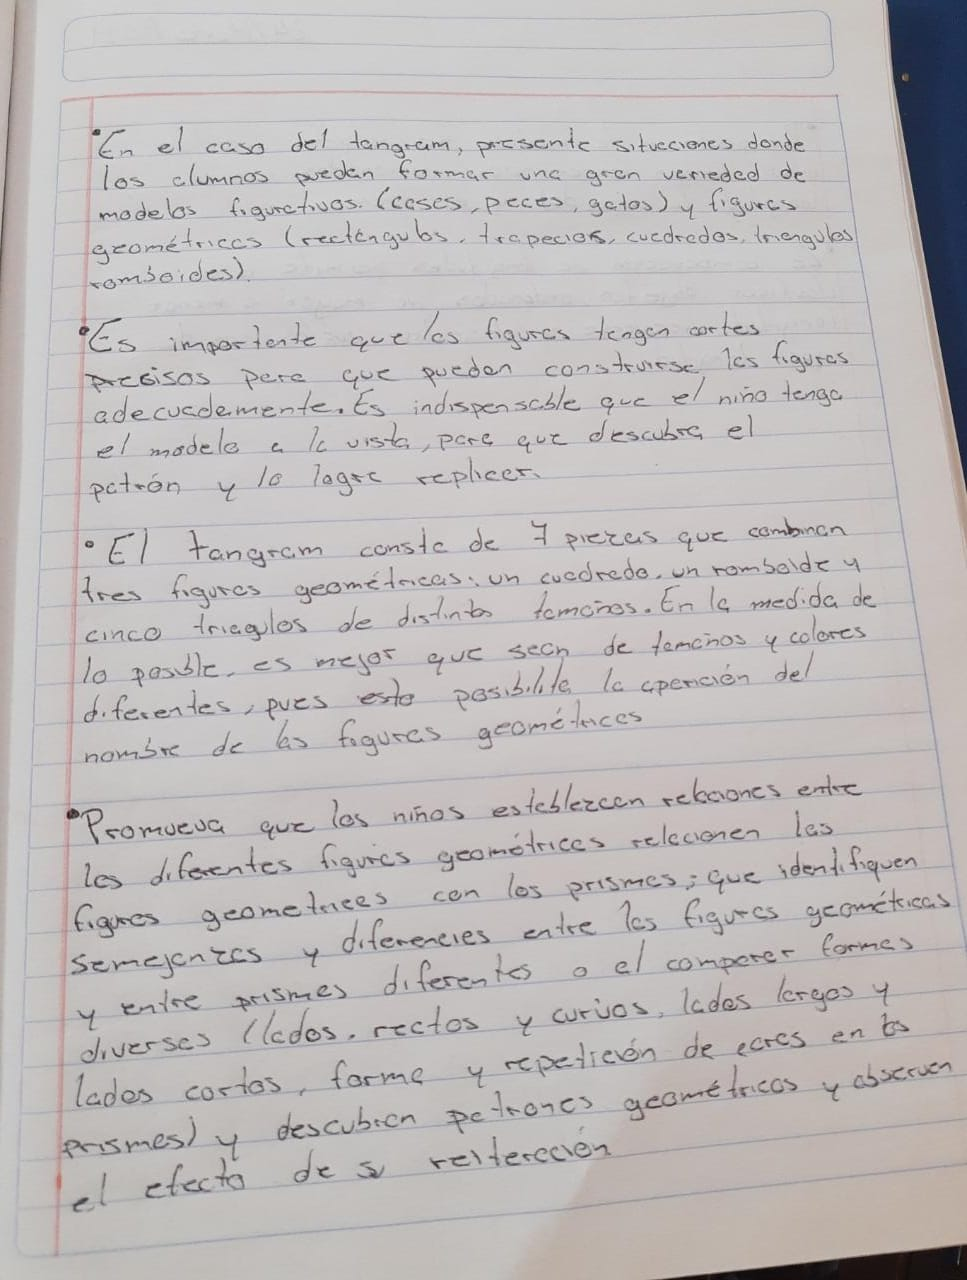 •En el caso del tangram, presente situaciones donde
los alumnos puedan formar una gran variedad de
modelos figurativos. (casas, peces, gatos) y figuras
geométricas (rectángulos, trapecios, cuadrados, triangulos
romboides).
•Es importante que las figuras tengan cortes
precisos para que puedan construirse las figuras
adecuadamente. Es indispensable que el niño tenga
el modelo a la vista, para que descubra el
patrón y lo logre replicar.
•El tangram consta de 7 piezas que combinan
tres figuras geométricas: un cuadrado, un romboide y
cinco triagulos de distintos tamaños. En la medida de
lo posible, es mejor que sean de tamaños y colores
diferentes, pues esto posibilita la aparición del
nombre de las figuras geométricas
•Promueva que los niños establezcan relaciones entre
las diferentes figuras geométricas relacionen las
figuras geometricas con los prismas; que identifiquen
semejanzas y diferencias entre las figuras geométricas
y entre prismas diferentes o al comparar formas
diversas (lados, rectos y curvos, lados largos y
lados cortos, forma y repetición de caras en los
prismas) y descubran patrones geométricos y observen
el efecto de su reiteración